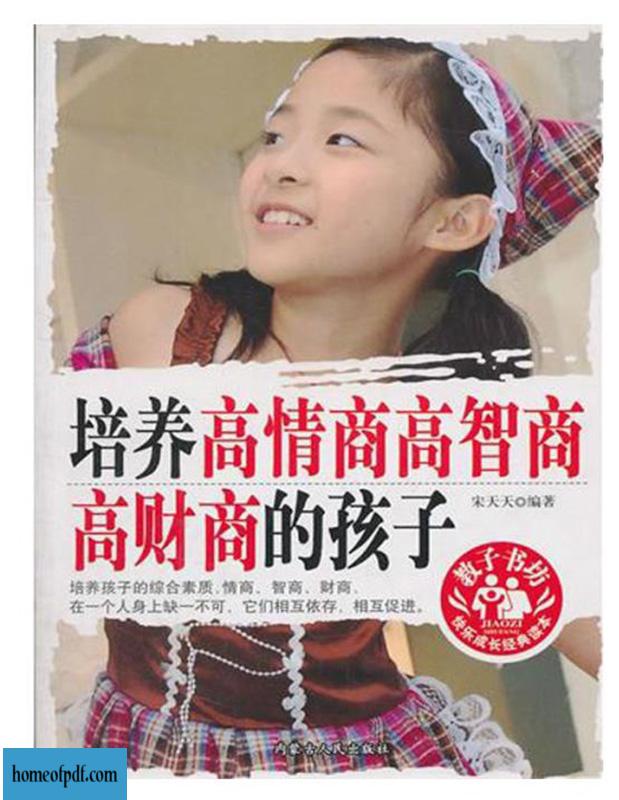 培养高情商高智商
高财商的孩子
宋天天◎编著
培养孩子的综合素质,情商、智商、财商,
在一个人身上缺一不可,它们相互依存,相互促进。
教子书坊
JIAOZI
SHUFANG
快乐成长经典读本
内蒙古人民出版社
homeofpdf.com